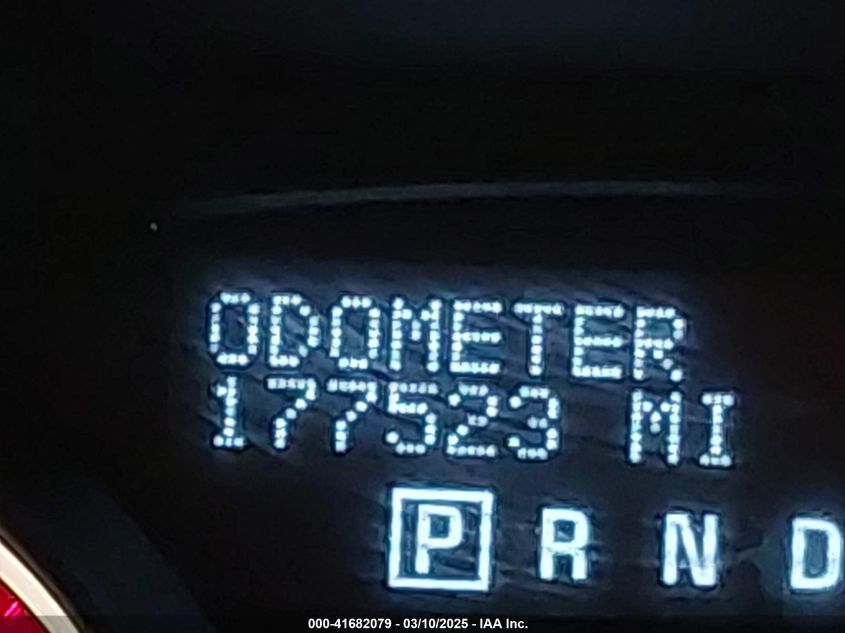 ODOMETER
177523 MI
P R N D
000-41682079 - 03/10/2025 - IAA Inc.